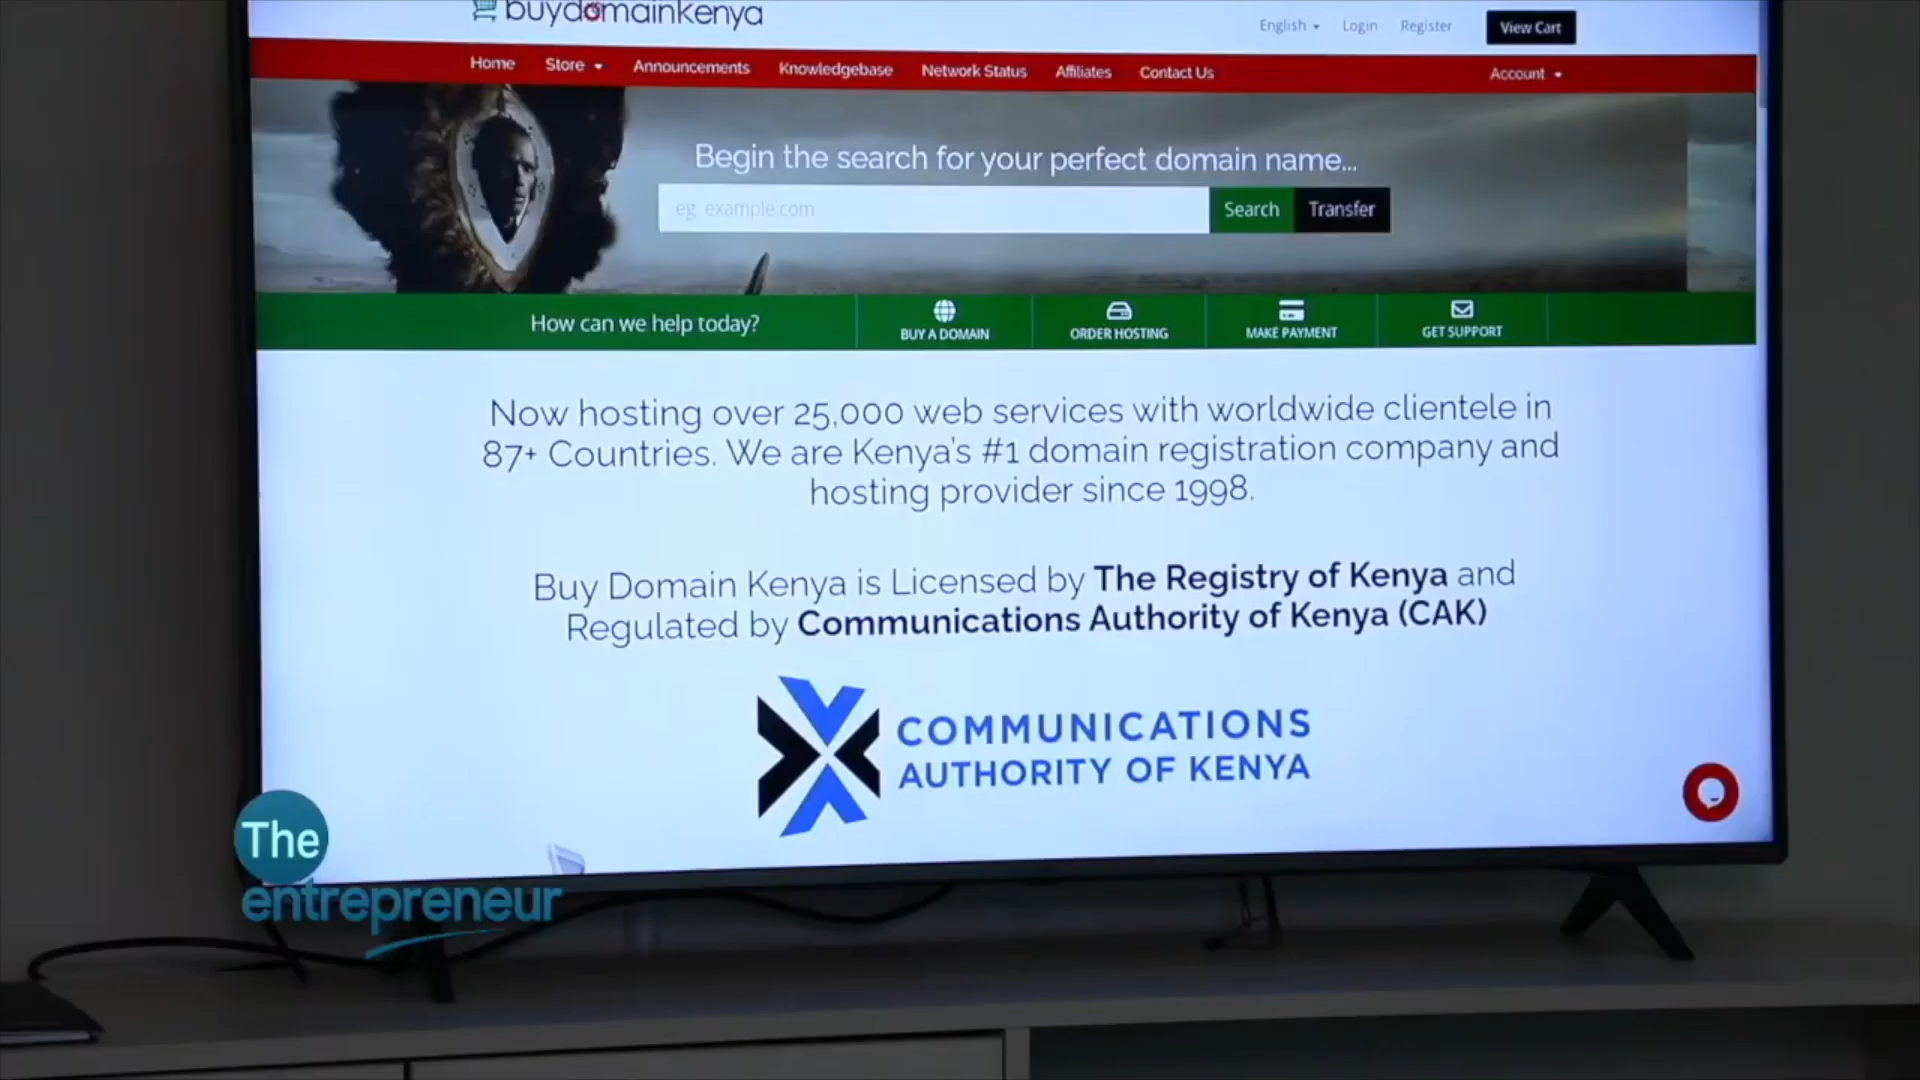 buydomainkenya
English Login Register View Cart
Home Store Announcements Knowledgebase Network Status Affiliates Contact Us Account
Begin the search for your perfect domain name...
eg. example.com Search Transfer
How can we help today? BUY A DOMAIN ORDER HOSTING MAKE PAYMENT GET SUPPORT
Now hosting over 25,000 web services with worldwide clientele in
87+ Countries. We are Kenya's #1 domain registration company and
hosting provider since 1998.
Buy Domain Kenya is Licensed by The Registry of Kenya and
Regulated by Communications Authority of Kenya (CAK)
COMMUNICATIONS
AUTHORITY OF KENYA
The
entrepreneur